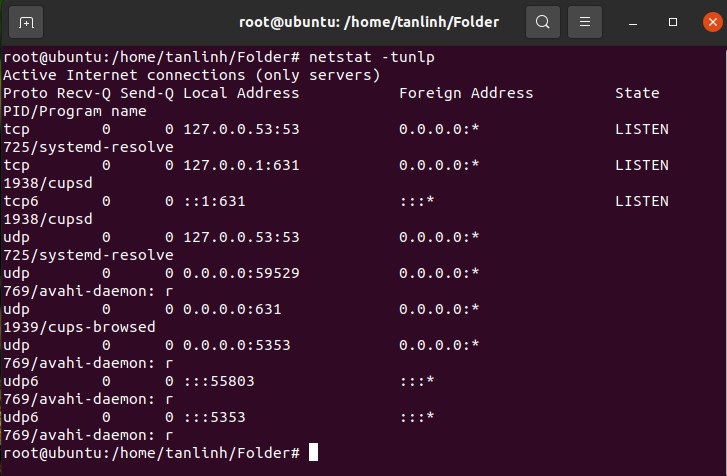 root@ubuntu: /home/tanlinh/Folder
root@ubuntu:/home/tanlinh/Folder# netstat -tunlp
Active Internet connections (only servers)
Proto Recv-Q Send-Q Local Address           Foreign Address         State
PID/Program name
tcp        0      0 127.0.0.53:53           0.0.0.0:*               LISTEN
725/systemd-resolve
tcp        0      0 127.0.0.1:631           0.0.0.0:*               LISTEN
1938/cupsd
tcp6       0      0 ::1:631                 :::*                    LISTEN
1938/cupsd
udp        0      0 127.0.0.53:53           0.0.0.0:*
725/systemd-resolve
udp        0      0 0.0.0.0:59529           0.0.0.0:*
769/avahi-daemon: r
udp        0      0 0.0.0.0:631             0.0.0.0:*
1939/cups-browsed
udp        0      0 0.0.0.0:5353            0.0.0.0:*
769/avahi-daemon: r
udp6       0      0 :::55803                :::*
769/avahi-daemon: r
udp6       0      0 :::5353                 :::*
769/avahi-daemon: r
root@ubuntu:/home/tanlinh/Folder#